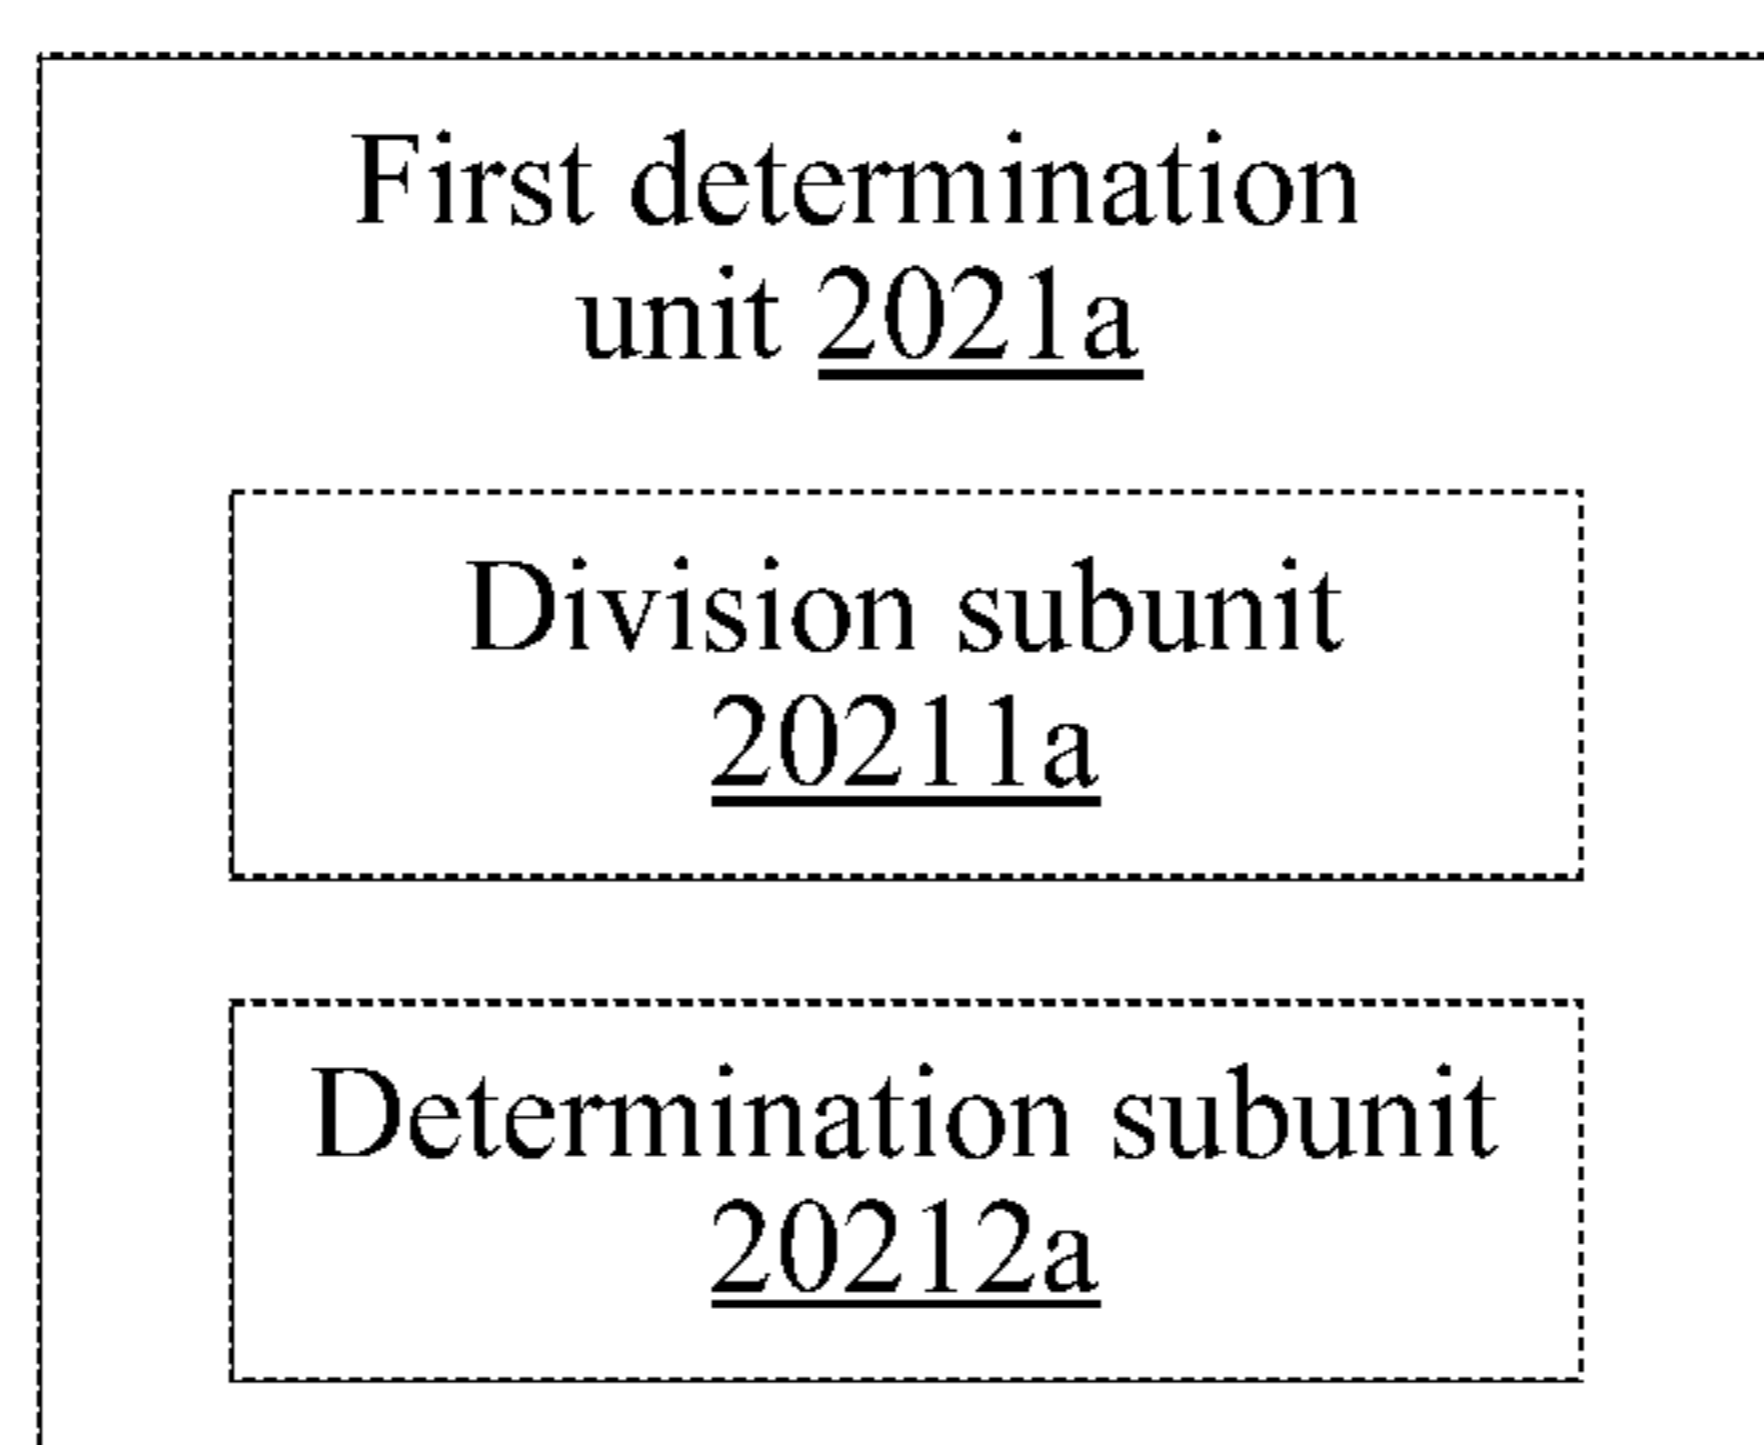 First determination
unit 2021a
Division subunit
20211a
Determination subunit
20212a